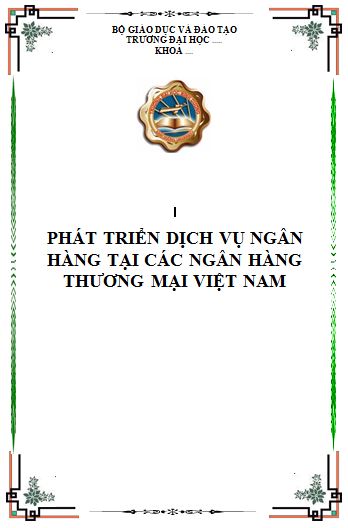 BỘ GIÁO DỤC VÀ ĐÀO TẠO
TRƯỜNG ĐẠI HỌC .....
KHOA ....
PHÁT TRIỂN DỊCH VỤ NGÂN
HÀNG TẠI CÁC NGÂN HÀNG
THƯƠNG MẠI VIỆT NAM